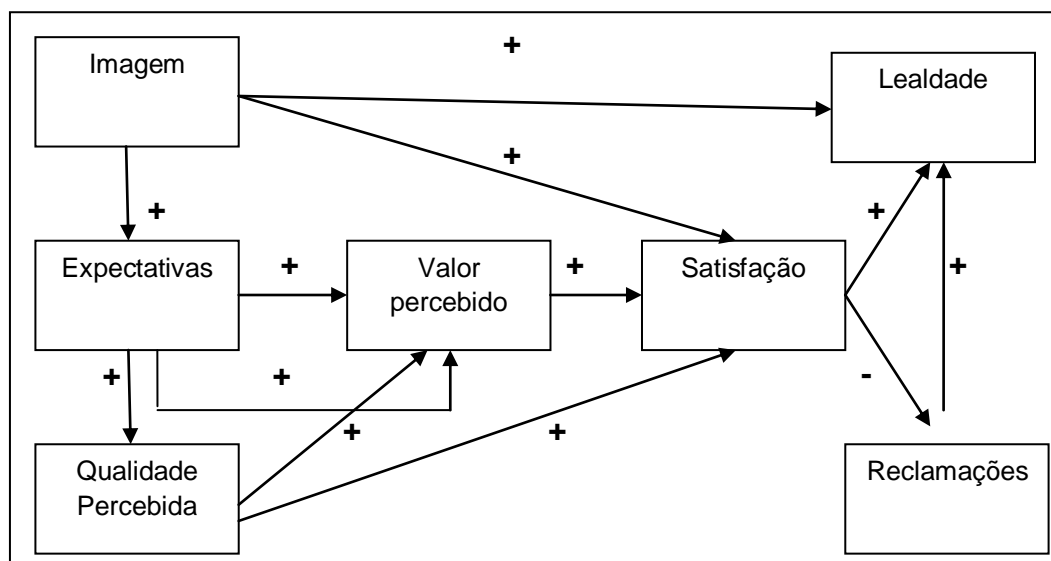 +
Imagem
Lealdade
+
+
+
Expectativas
+
Valor
percebido
+
Satisfação
+
+
+
-
+
+
Qualidade
Percebida
Reclamações